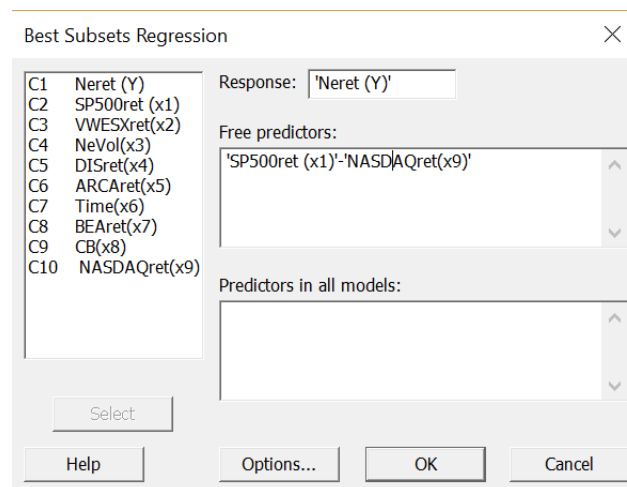 Best Subsets Regression
C1 Neret (Y)
C2 SP500ret (x1)
C3 VWESXret(x2)
C4 NeVol(x3)
C5 DISret(x4)
C6 ARCAret(x5)
C7 Time(x6)
C8 BEAret(x7)
C9 CB(x8)
C10 NASDAQret(x9)
Response: 'Neret (Y)'
Free predictors:
'SP500ret (x1)'-'NASDAQret(x9)'
Predictors in all models:
Select
Help Options... OK Cancel